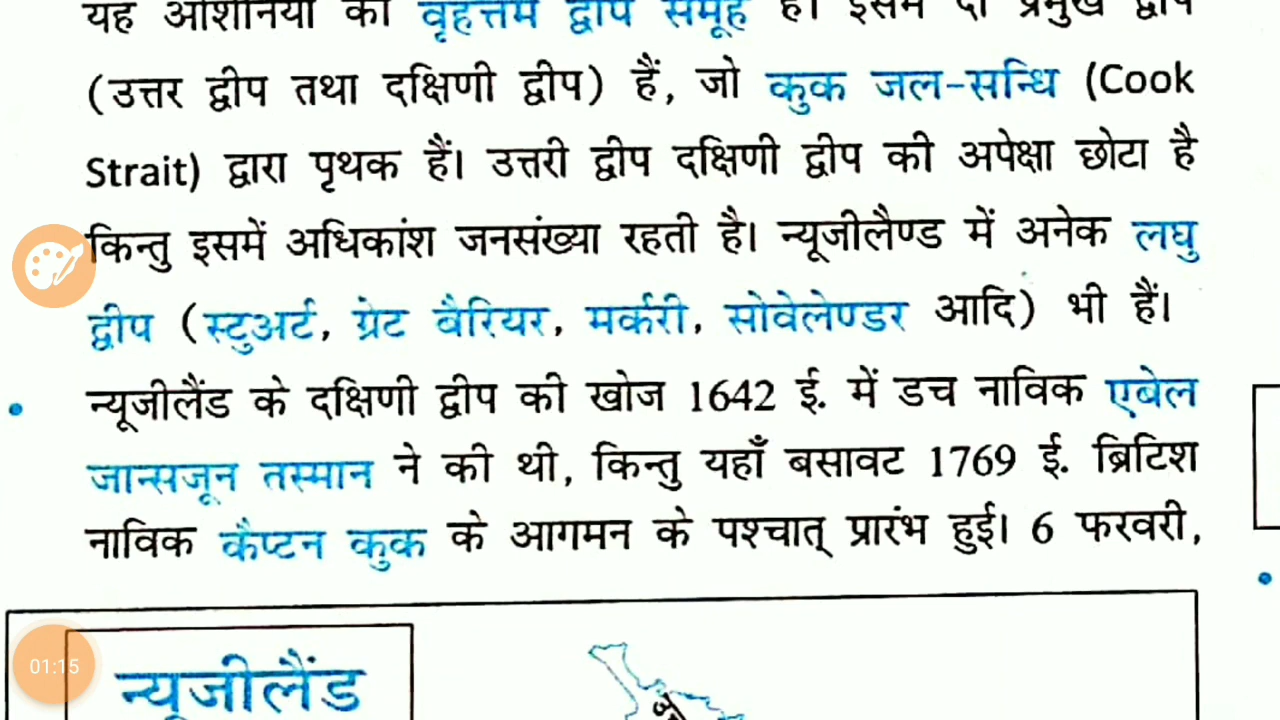 यह ओशेनिया का वृहत्तम द्वीप समूह है। इसमें दो प्रमुख द्वीप
(उत्तर द्वीप तथा दक्षिणी द्वीप) हैं, जो कुक जल-सन्धि (Cook
Strait) द्वारा पृथक हैं। उत्तरी द्वीप दक्षिणी द्वीप की अपेक्षा छोटा है
किन्तु इसमें अधिकांश जनसंख्या रहती है। न्यूजीलैण्ड में अनेक लघु
द्वीप (स्टुअर्ट, ग्रेट बैरियर, मर्करी, सोवेलेण्डर आदि) भी हैं।
न्यूजीलैंड के दक्षिणी द्वीप की खोज 1642 ई. में डच नाविक एबेल
जान्सजून तस्मान ने की थी, किन्तु यहाँ बसावट 1769 ई. ब्रिटिश
नाविक कैप्टन कुक के आगमन के पश्चात् प्रारंभ हुई। 6 फरवरी,
01:15
न्यूजीलैंड